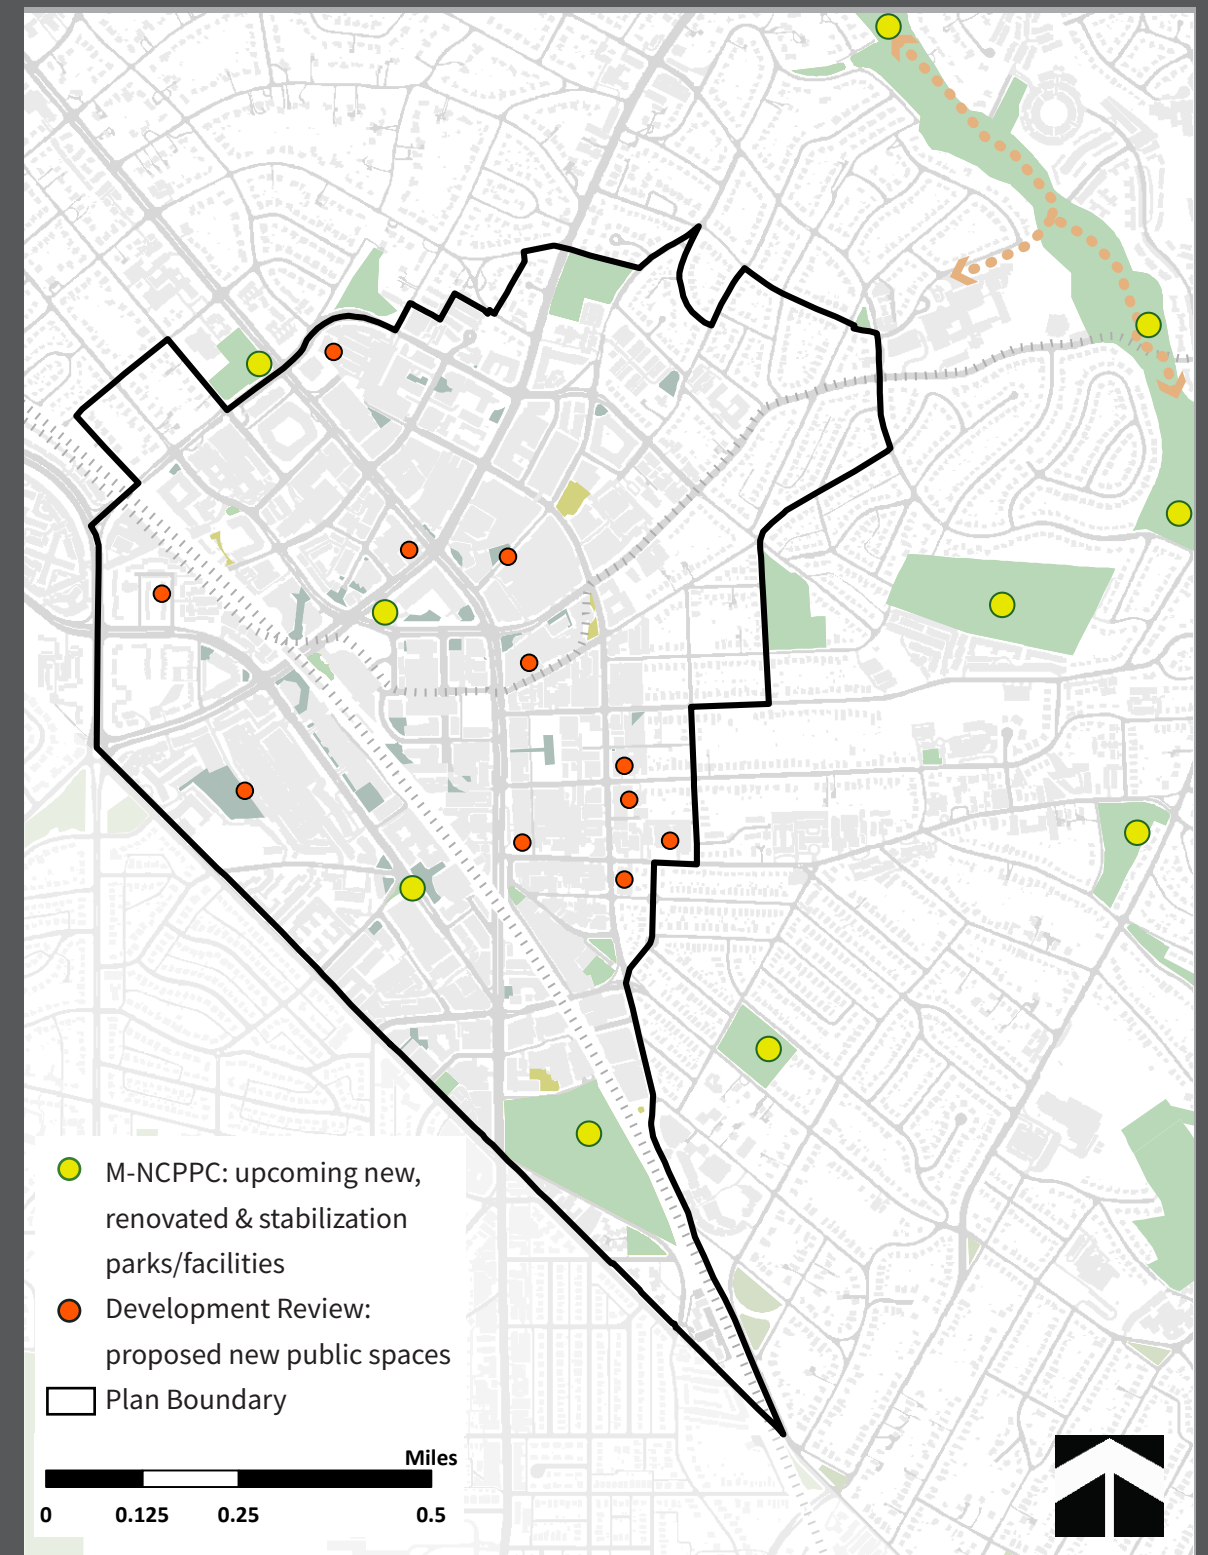 M-NCPPC: upcoming new,
renovated & stabilization
parks/facilities
Development Review:
proposed new public spaces
Plan Boundary
Miles
0 0.125 0.25 0.5